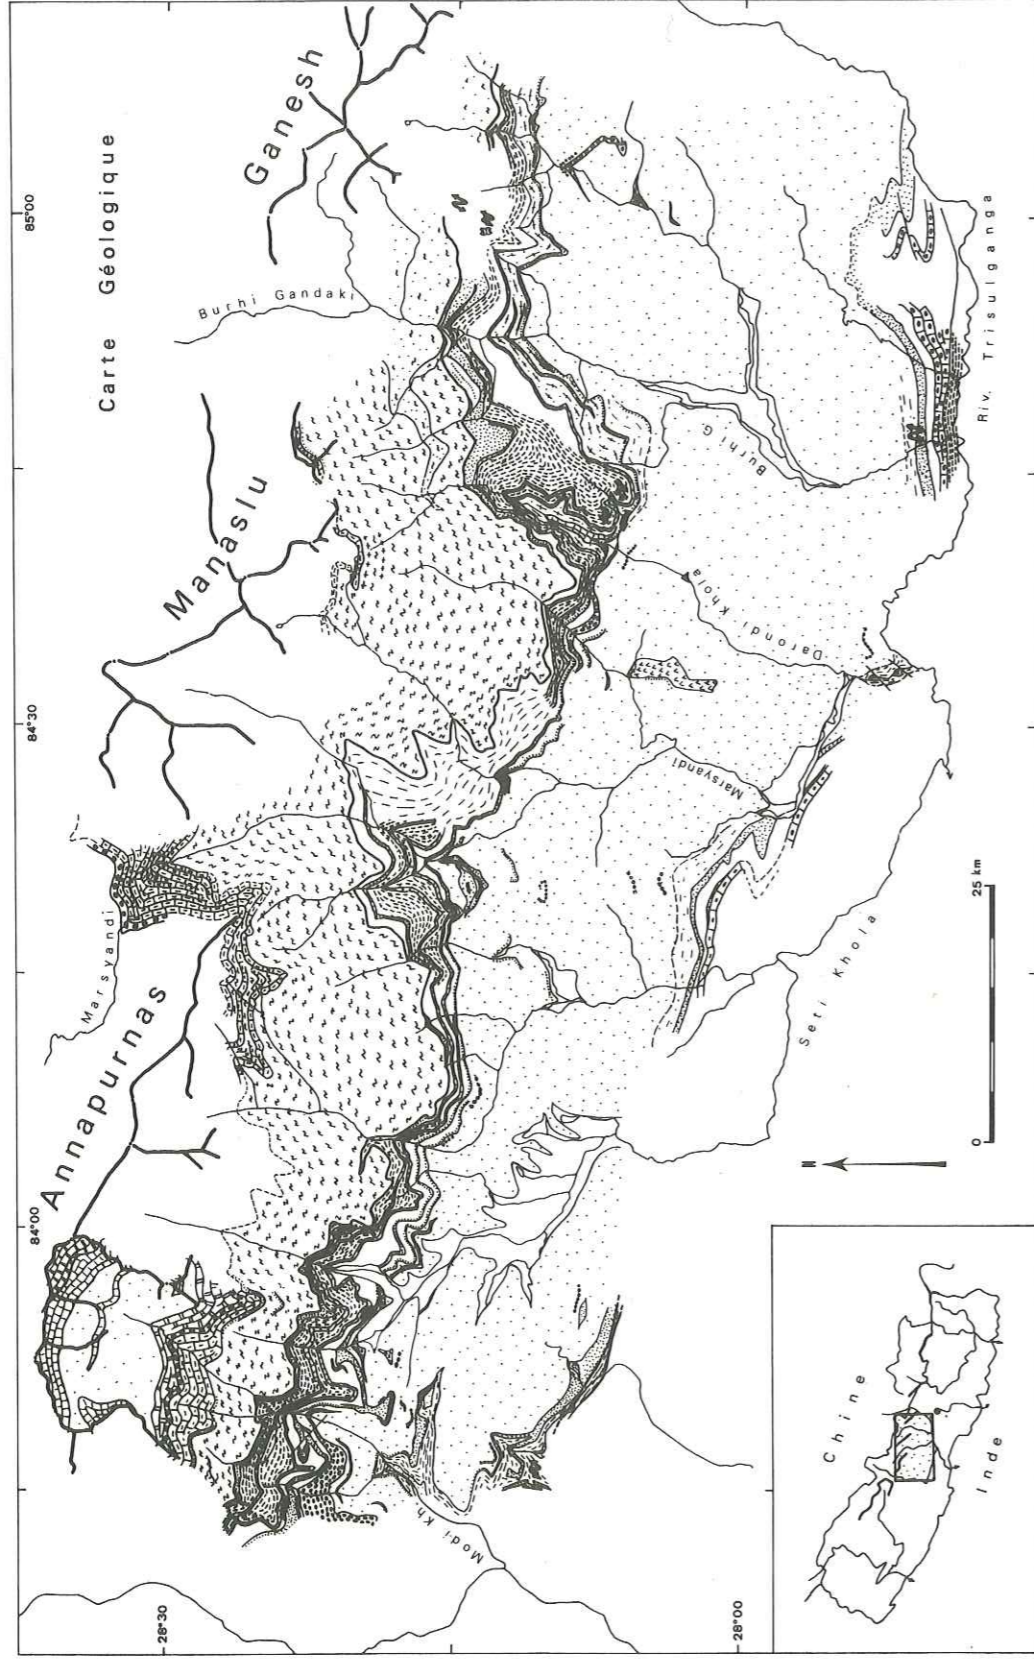 Carte Géologique
84°00
84°30
85°00
28°30
28°00
Annapurnas
Manaslu
Ganesh
Marsyandi
Burhi Gandaki
Modi Kh.
Seti Khola
Marsyandi
Darondi Khola
Burhi G.
Riv. Trisulganga
N
0
25 km
Chine
Inde